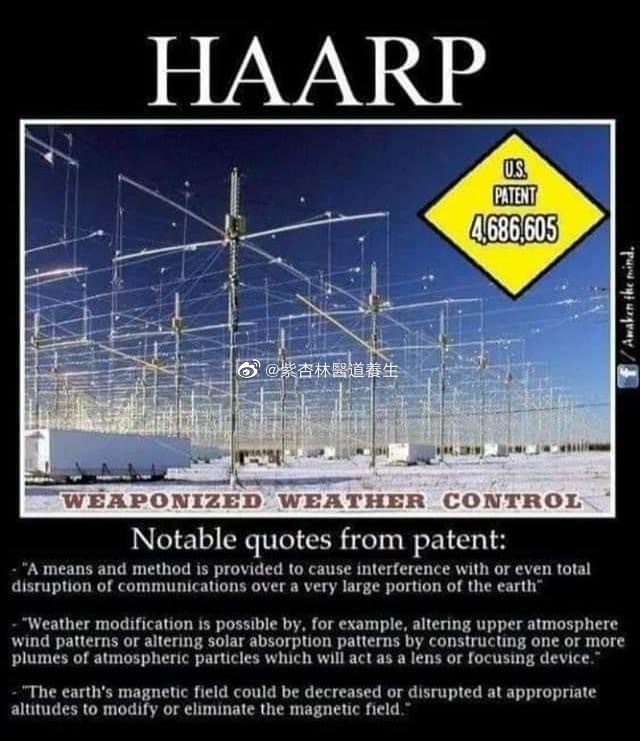 HAARP
U.S.
PATENT
4,686,605
f / Awaken the mind.
@紫杏林醫道養生
WEAPONIZED WEATHER CONTROL
Notable quotes from patent:
- "A means and method is provided to cause interference with or even total
disruption of communications over a very large portion of the earth"
- "Weather modification is possible by, for example, altering upper atmosphere
wind patterns or altering solar absorption patterns by constructing one or more
plumes of atmospheric particles which will act as a lens or focusing device."
- "The earth's magnetic field could be decreased or disrupted at appropriate
altitudes to modify or eliminate the magnetic field."